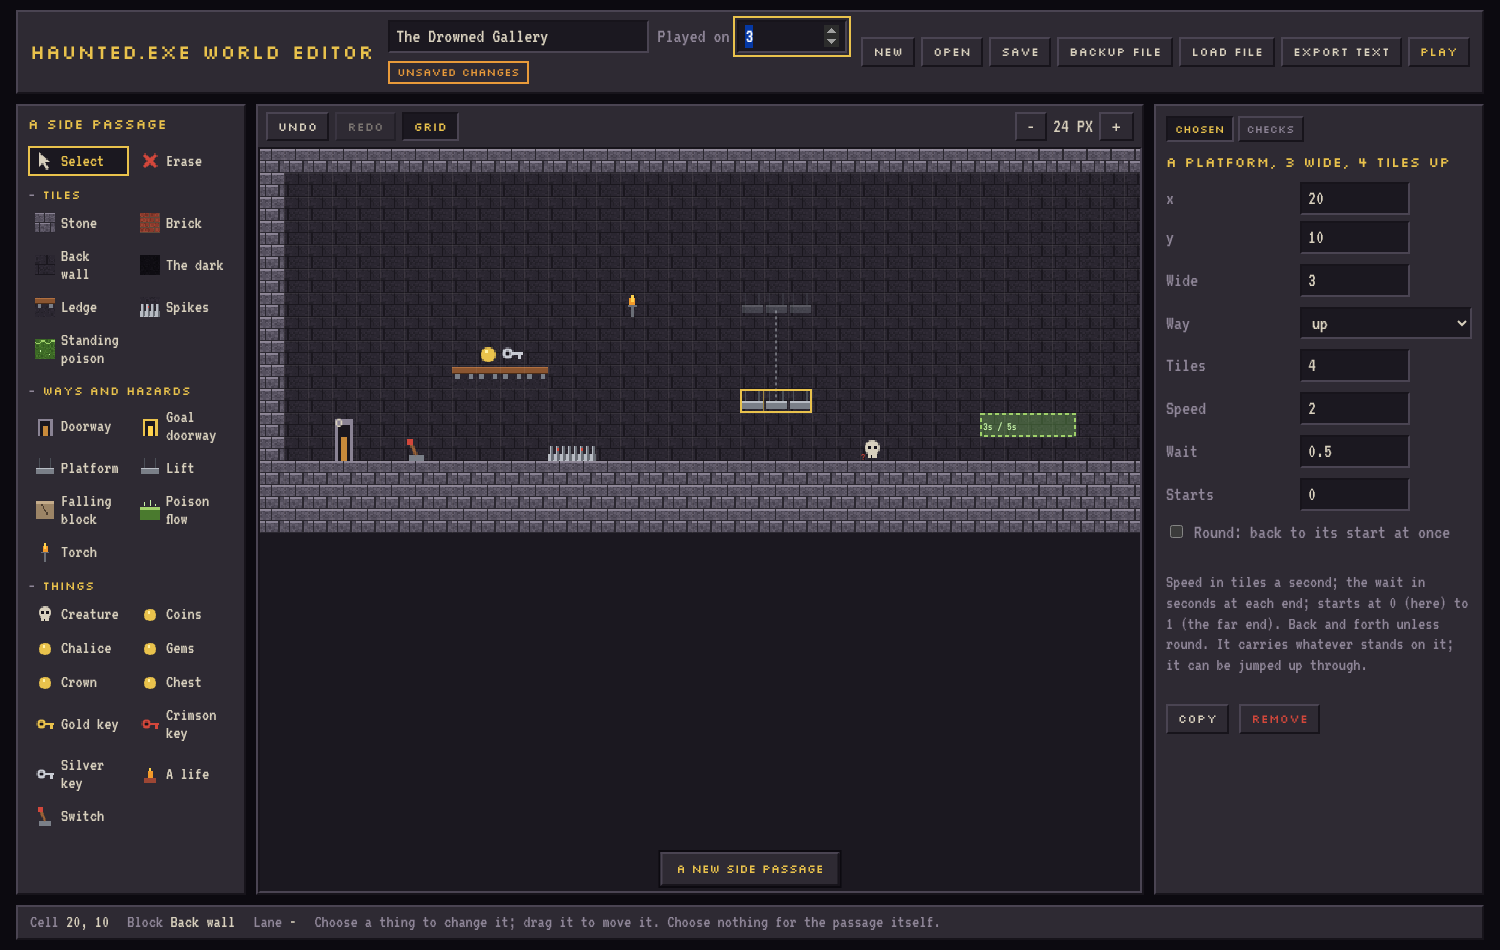 HAUNTED.EXE WORLD EDITOR
The Drowned Gallery
Played on 3
NEW
OPEN
SAVE
BACKUP FILE
LOAD FILE
EXPORT TEXT
PLAY
UNSAVED CHANGES
A SIDE PASSAGE
Select
Erase
- TILES
Stone
Brick
Back
wall
The dark
Ledge
Spikes
Standing
poison
- WAYS AND HAZARDS
Doorway
Goal
doorway
Platform
Lift
Falling
block
Poison
flow
Torch
- THINGS
Creature
Coins
Chalice
Gems
Crown
Chest
Gold key
Crimson
key
Silver
key
A life
Switch
UNDO
REDO
GRID
- 24 PX +
3s / 5s
A NEW SIDE PASSAGE
CHOSEN
CHECKS
A PLATFORM, 3 WIDE, 4 TILES UP
x 20
y 10
Wide 3
Way up
Tiles 4
Speed 2
Wait 0.5
Starts 0
Round: back to its start at once
Speed in tiles a second; the wait in
seconds at each end; starts at 0 (here) to
1 (the far end). Back and forth unless
round. It carries whatever stands on it;
it can be jumped up through.
COPY
REMOVE
Cell 20, 10 Block Back wall Lane - Choose a thing to change it; drag it to move it. Choose nothing for the passage itself.